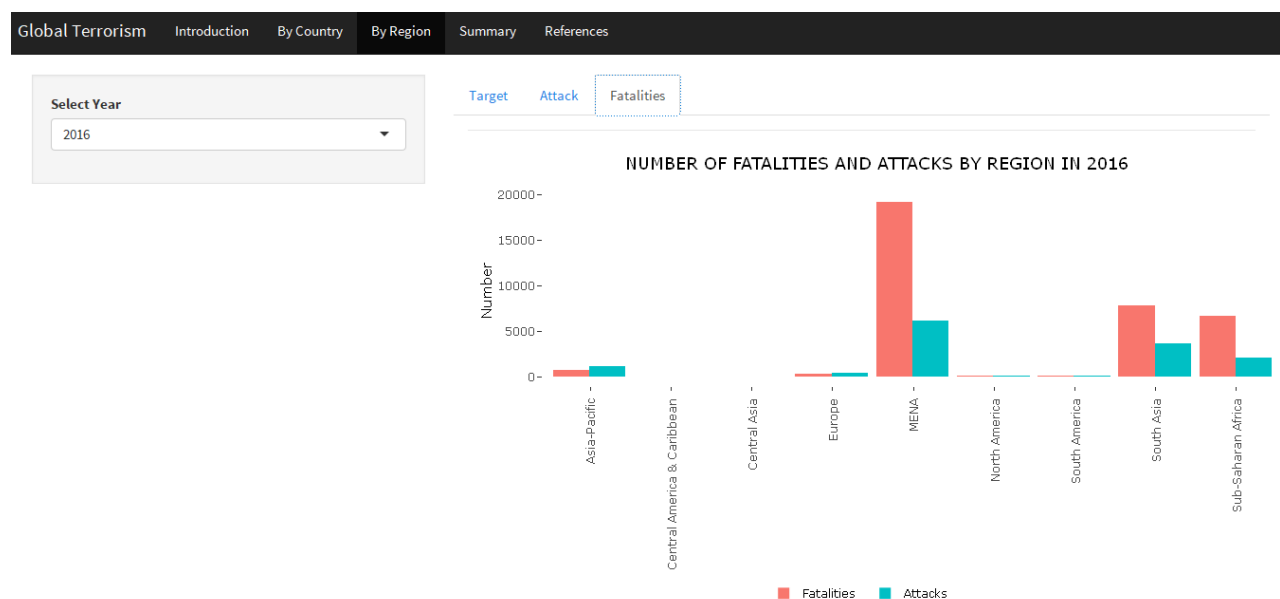 Global Terrorism Introduction By Country By Region Summary References
Select Year
2016
Target Attack Fatalities
NUMBER OF FATALITIES AND ATTACKS BY REGION IN 2016
Number
20000
15000
10000
5000
0
Asia-Pacific
Central America & Caribbean
Central Asia
Europe
MENA
North America
South America
South Asia
Sub-Saharan Africa
Fatalities Attacks